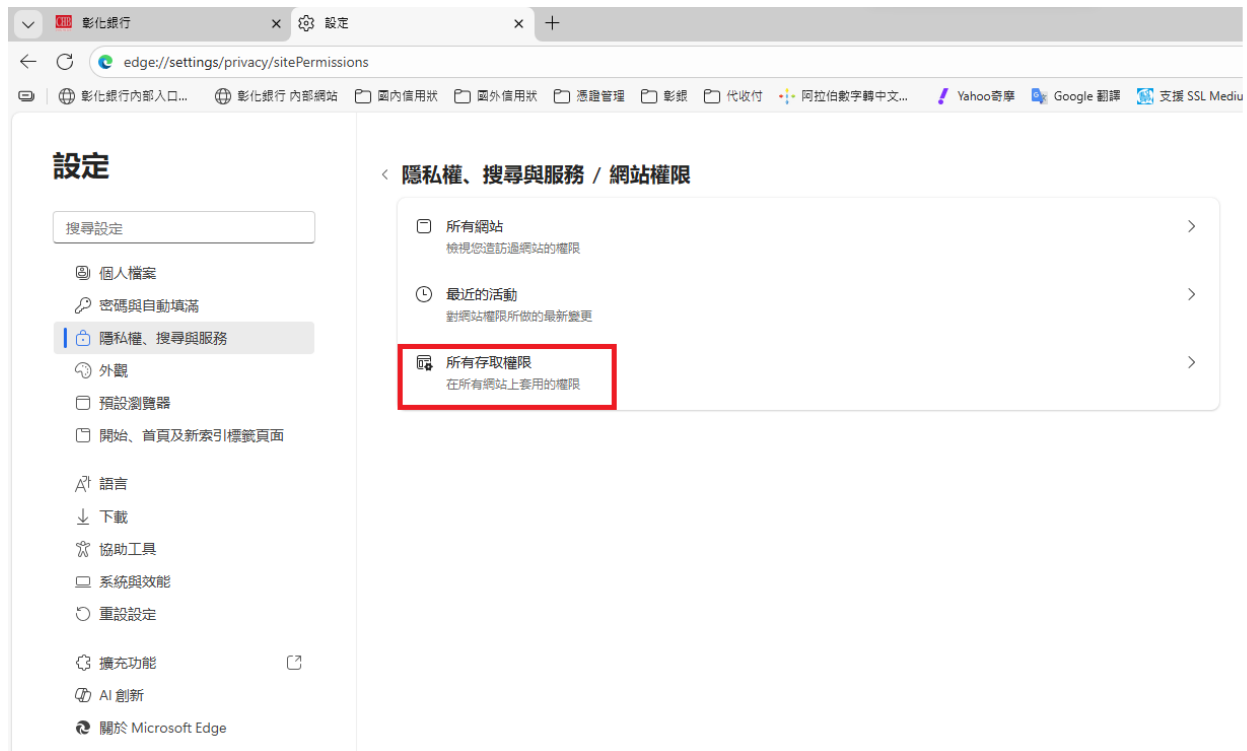 彰化銀行
設定
edge://settings/privacy/sitePermissions
彰化銀行內部入口...
彰化銀行 內部網站
國內信用狀
國外信用狀
憑證管理
彰銀
代收付
阿拉伯數字轉中文...
Yahoo奇摩
Google 翻譯
支援 SSL Mediu
設定
搜尋設定
個人檔案
密碼與自動填滿
隱私權、搜尋與服務
外觀
預設瀏覽器
開始、首頁及新索引標籤頁面
語言
下載
協助工具
系統與效能
重設設定
擴充功能
AI 創新
關於 Microsoft Edge
隱私權、搜尋與服務 / 網站權限
所有網站
檢視您造訪過網站的權限
最近的活動
對網站權限所做的最新變更
所有存取權限
在所有網站上套用的權限